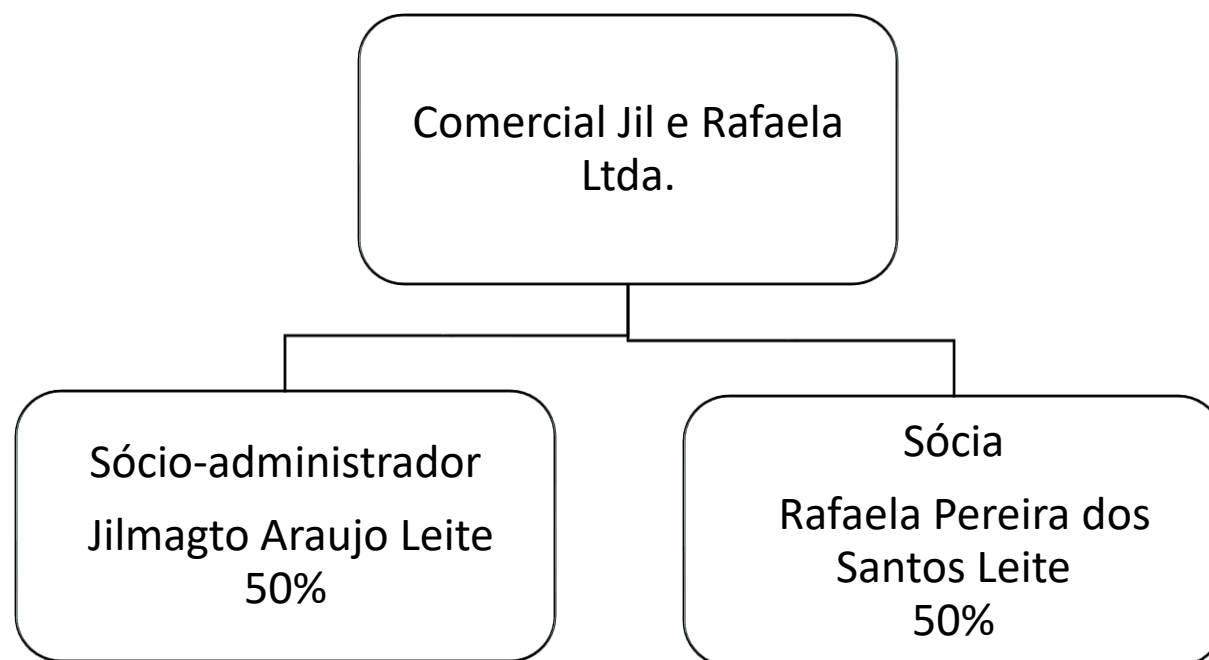 Comercial Jil e Rafaela
Ltda.
Sócio-administrador
Jilmagto Araujo Leite
50%
Sócia
Rafaela Pereira dos
Santos Leite
50%